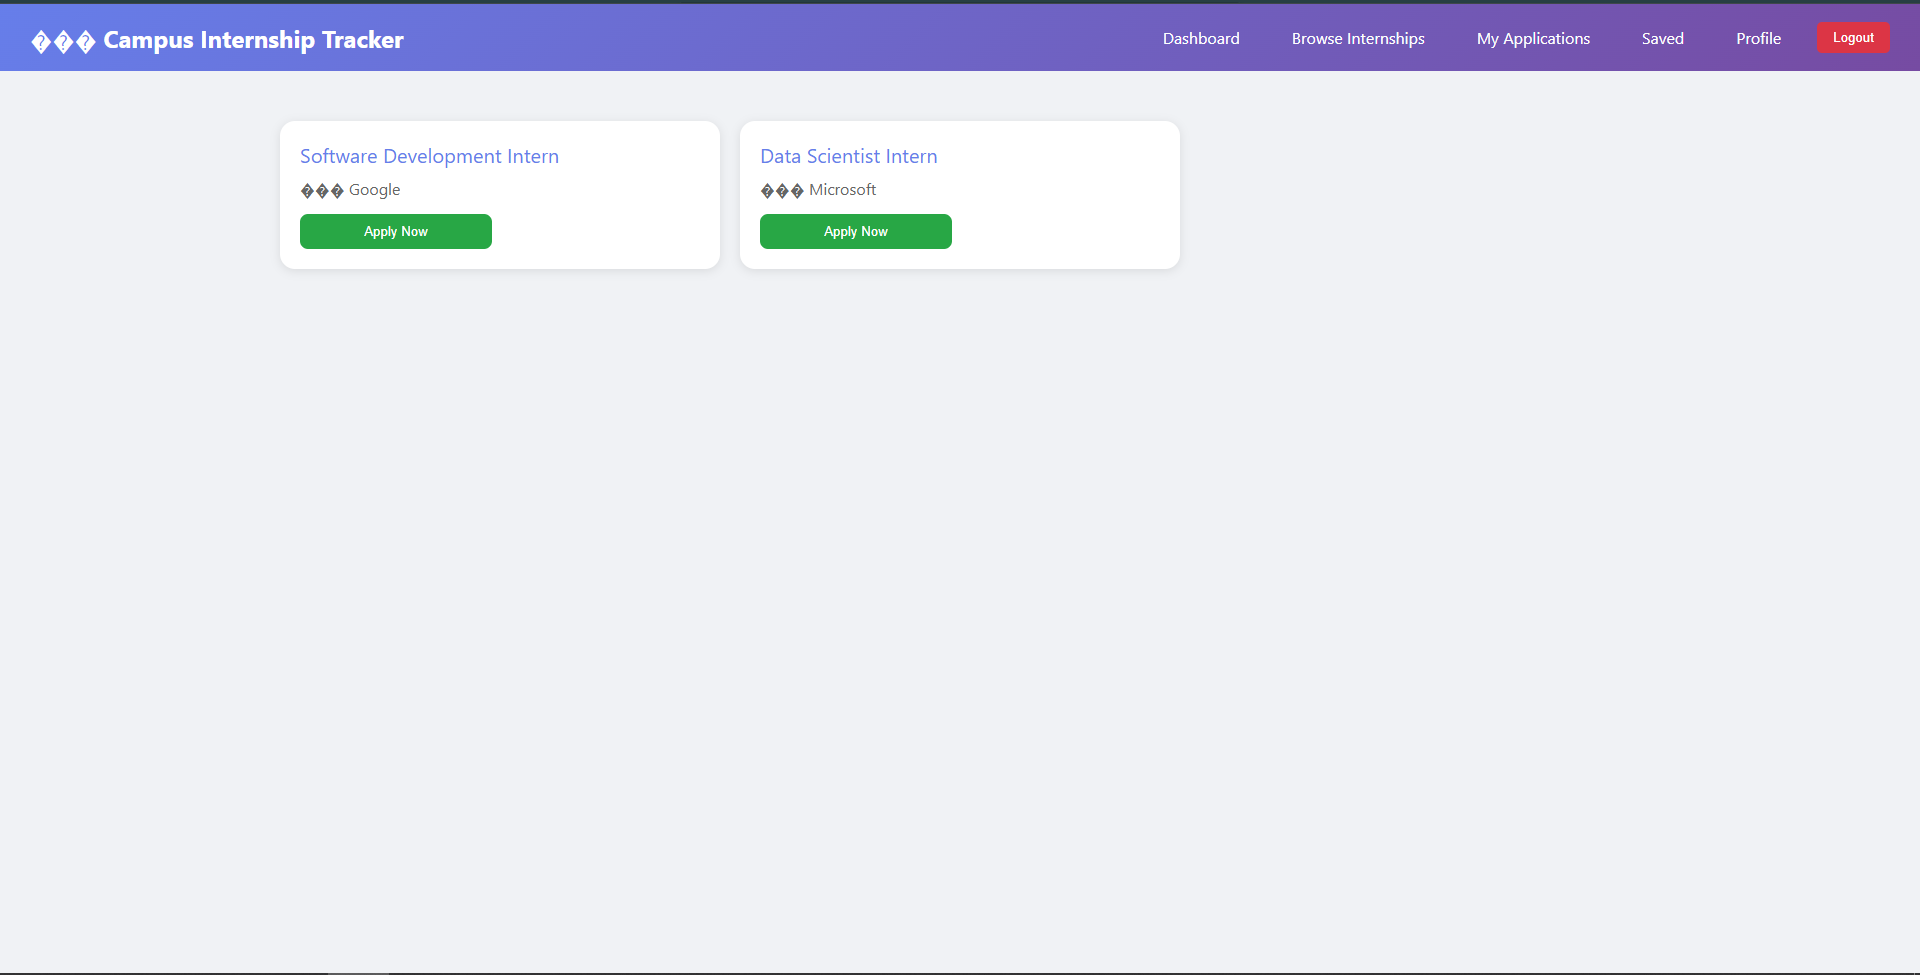 ��� Campus Internship Tracker
Dashboard
Browse Internships
My Applications
Saved
Profile
Logout
Software Development Intern
��� Google
Apply Now
Data Scientist Intern
��� Microsoft
Apply Now